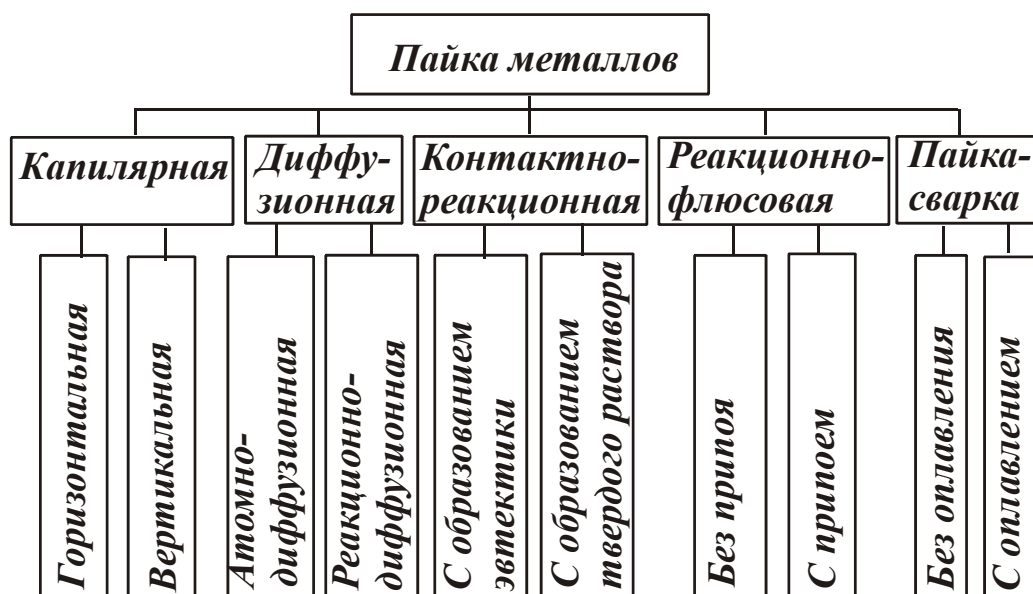 Пайка металлов
Капилярная
Диффу-
зионная
Контактно-
реакционная
Реакционно-
флюсовая
Пайка-
сварка
Горизонтальная
Вертикальная
Атомно-
диффузионная
Реакционно-
диффузионная
С образованием
эвтектики
С образованием
твердого раствора
Без припоя
С припоем
Без оплавления
С оплавлением